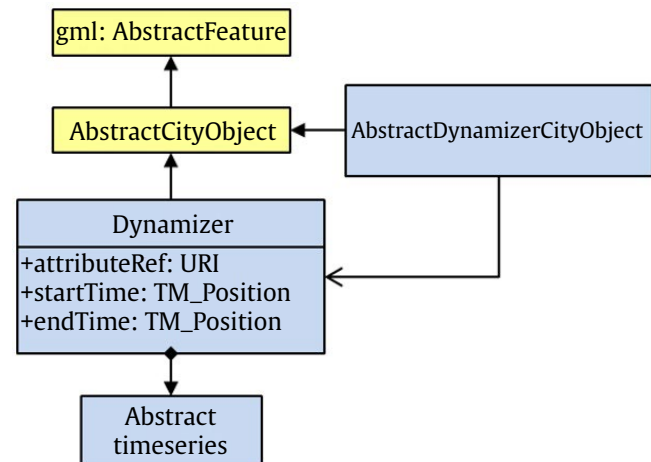 gml: AbstractFeature
AbstractCityObject
AbstractDynamizerCityObject
Dynamizer
+attributeRef: URI
+startTime: TM_Position
+endTime: TM_Position
Abstract
timeseries